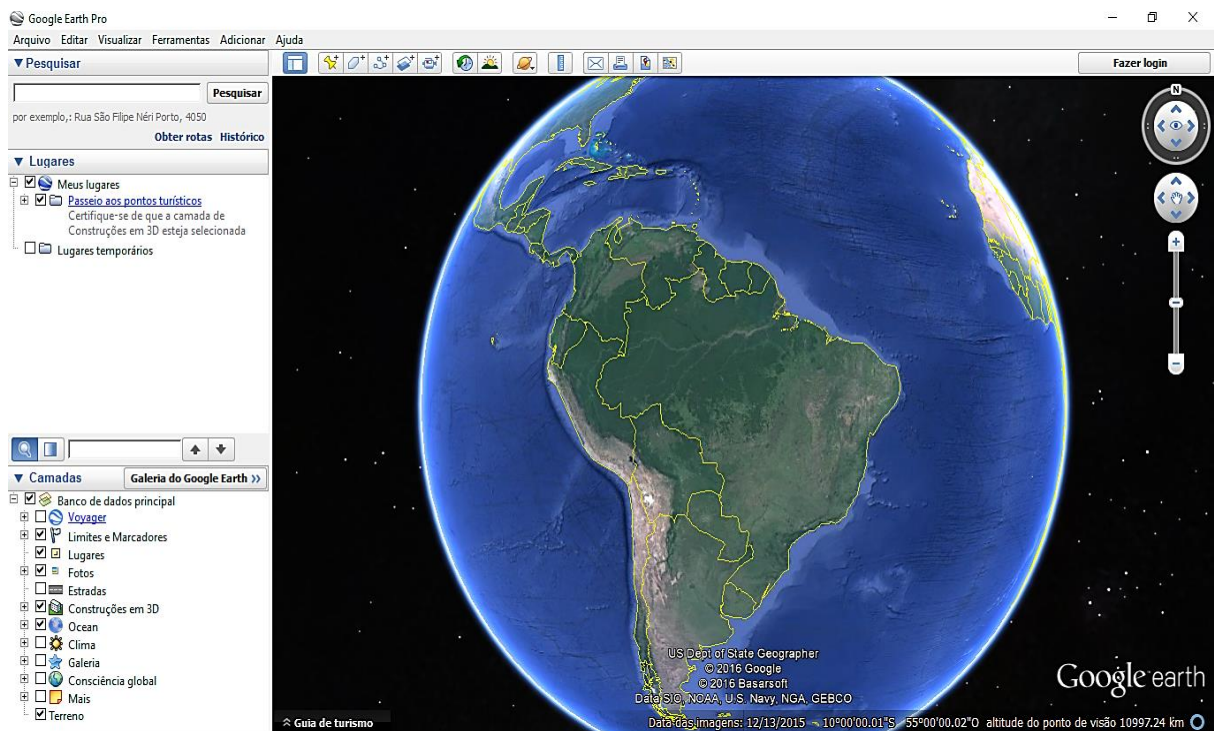 Google Earth Pro
Arquivo Editar Visualizar Ferramentas Adicionar Ajuda
Pesquisar
Fazer login
Pesquisar
por exemplo,: Rua São Filipe Néri Porto, 4050
Obter rotas Histórico
Lugares
Meus lugares
Passeio aos pontos turísticos
Certifique-se de que a camada de
Construções em 3D esteja selecionada
Lugares temporários
Camadas
Galeria do Google Earth >>
Banco de dados principal
Voyager
Limites e Marcadores
Lugares
Fotos
Estradas
Construções em 3D
Ocean
Clima
Galeria
Consciência global
Mais
Terreno
N
US Dept of State Geographer
© 2016 Google
© 2016 Basarsoft
Data SIO, NOAA, U.S. Navy, NGA, GEBCO
Google earth
Guia de turismo
Data das imagens: 12/13/2015 10°00'00.01"S 55°00'00.02"O altitude do ponto de visão 10997.24 km